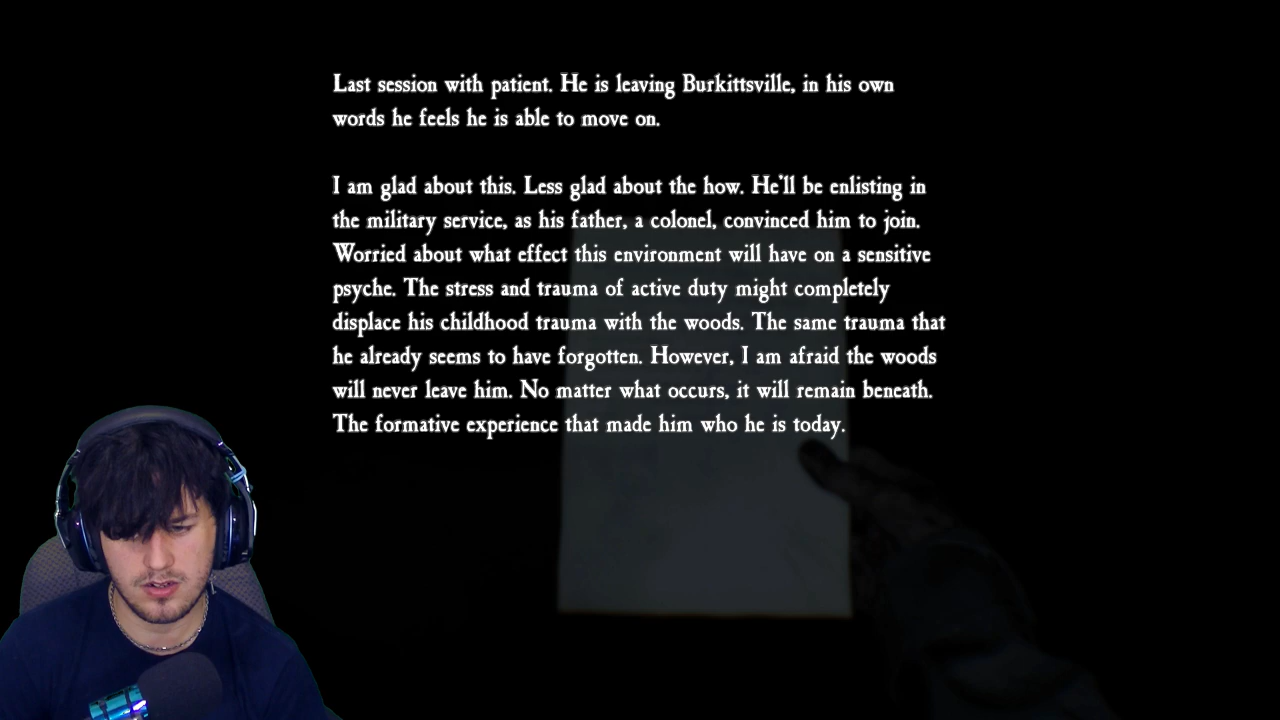 Last session with patient. He is leaving Burkittsville, in his own
words he feels he is able to move on.
I am glad about this. Less glad about the how. He'll be enlisting in
the military service, as his father, a colonel, convinced him to join.
Worried about what effect this environment will have on a sensitive
psyche. The stress and trauma of active duty might completely
displace his childhood trauma with the woods. The same trauma that
he already seems to have forgotten. However, I am afraid the woods
will never leave him. No matter what occurs, it will remain beneath.
The formative experience that made him who he is today.